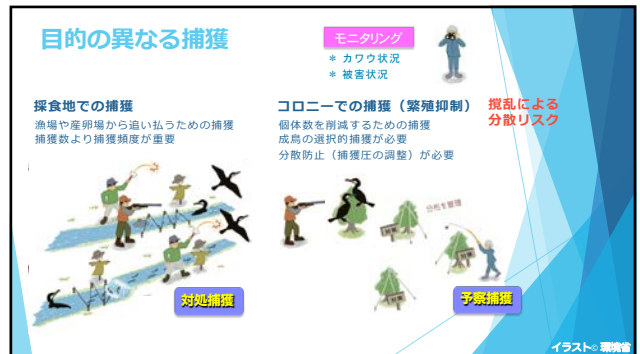 目的の異なる捕獲
モニタリング
＊ カワウ状況
＊ 被害状況
採食地での捕獲
漁場や産卵場から追い払うための捕獲
捕獲数より捕獲頻度が重要
コロニーでの捕獲（繁殖抑制）
個体数を削減するための捕獲
成鳥の選択的捕獲が必要
分散防止（捕獲圧の調整）が必要
撹乱による
分散リスク
分布を管理
対処捕獲
予察捕獲
イラスト© 環境省